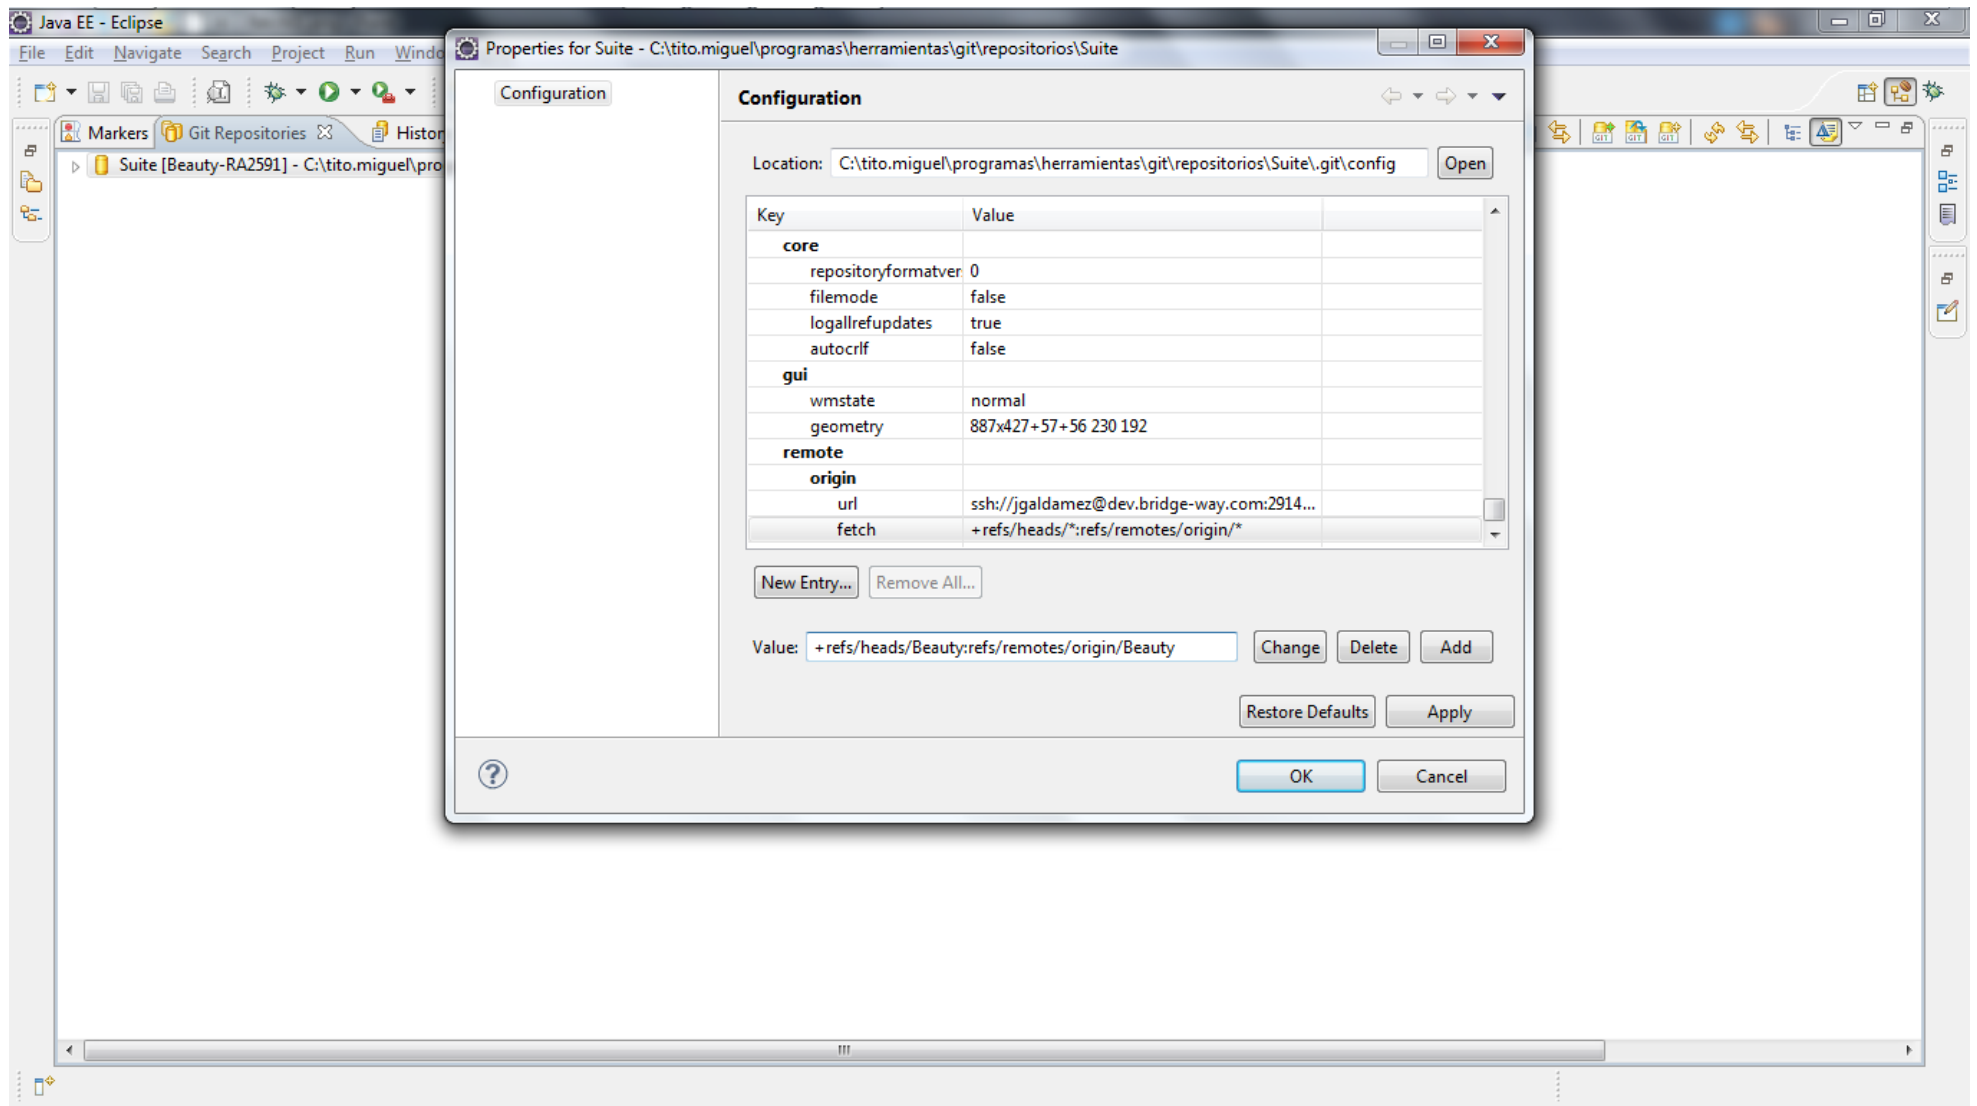 Java EE - Eclipse
File Edit Navigate Search Project Run Windo
Markers Git Repositories Histor
Suite [Beauty-RA2591] - C:\tito.miguel\pro
Properties for Suite - C:\tito.miguel\programas\herramientas\git\repositorios\Suite
Configuration
Configuration
Location: C:\tito.miguel\programas\herramientas\git\repositorios\Suite\.git\config Open
Key Value
core
repositoryformatver 0
filemode false
logallrefupdates true
autocrlf false
gui
wmstate normal
geometry 887x427+57+56 230 192
remote
origin
url ssh://jgaldamez@dev.bridge-way.com:2914...
fetch +refs/heads/*:refs/remotes/origin/*
New Entry... Remove All...
Value: +refs/heads/Beauty:refs/remotes/origin/Beauty Change Delete Add
Restore Defaults Apply
OK Cancel
GIT GIT GIT